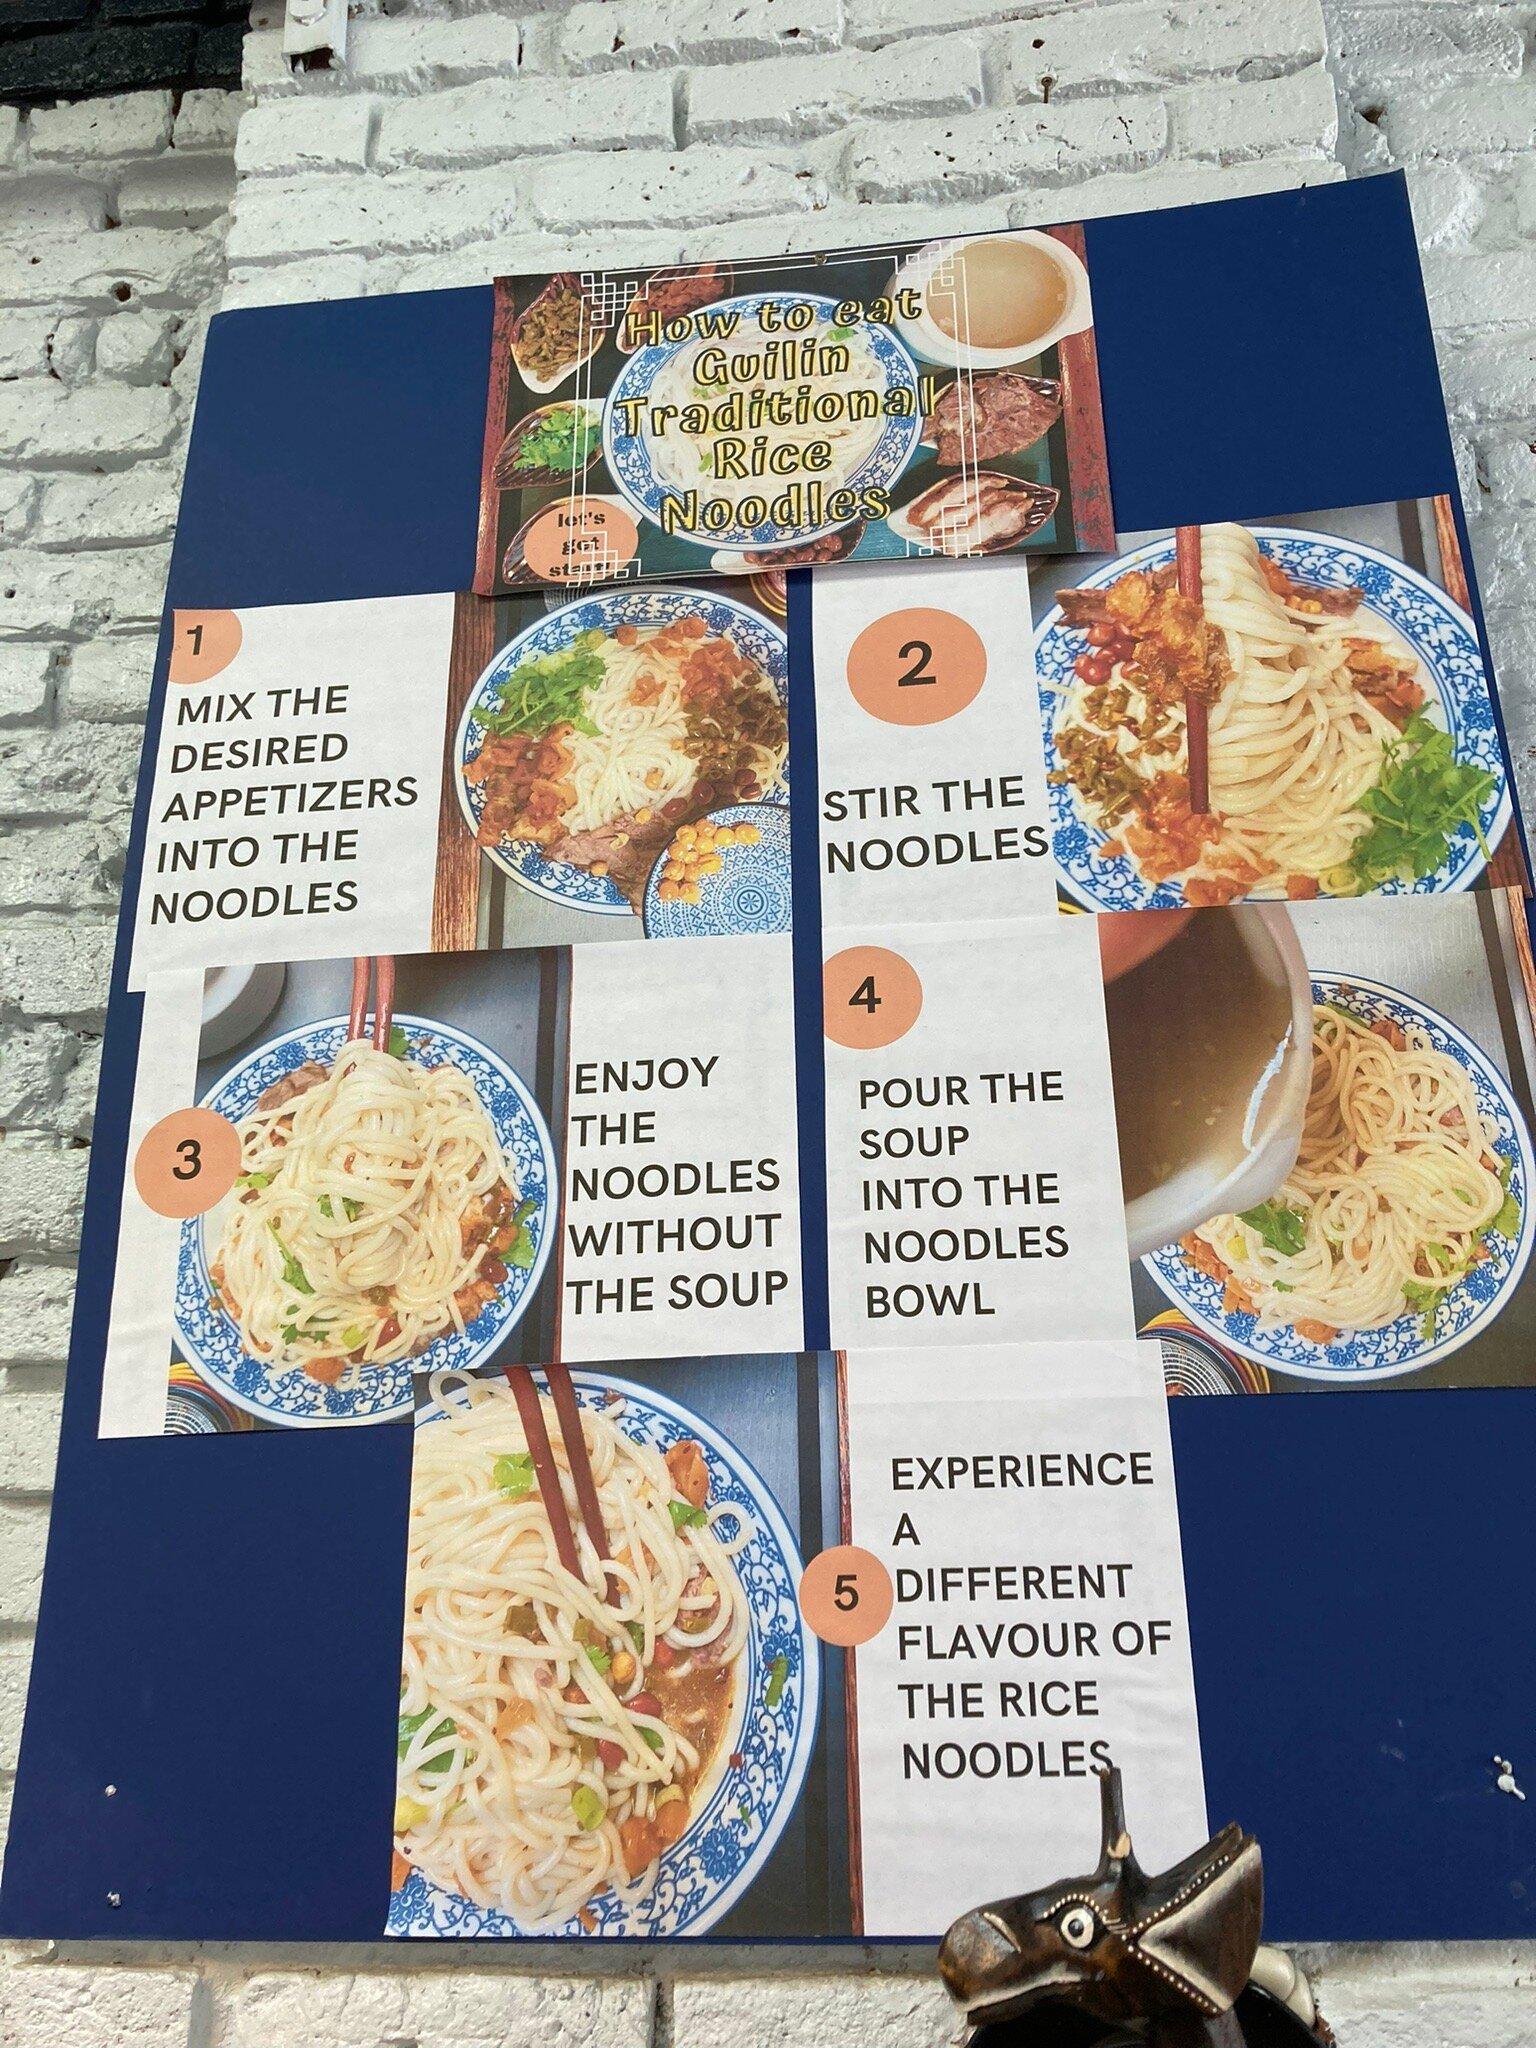 How to eat
Guilin
Traditional
Rice
Noodles
let's
get
start
1
MIX THE
DESIRED
APPETIZERS
INTO THE
NOODLES
2
STIR THE
NOODLES
3
ENJOY
THE
NOODLES
WITHOUT
THE SOUP
4
POUR THE
SOUP
INTO THE
NOODLES
BOWL
5
EXPERIENCE
A
DIFFERENT
FLAVOUR OF
THE RICE
NOODLES